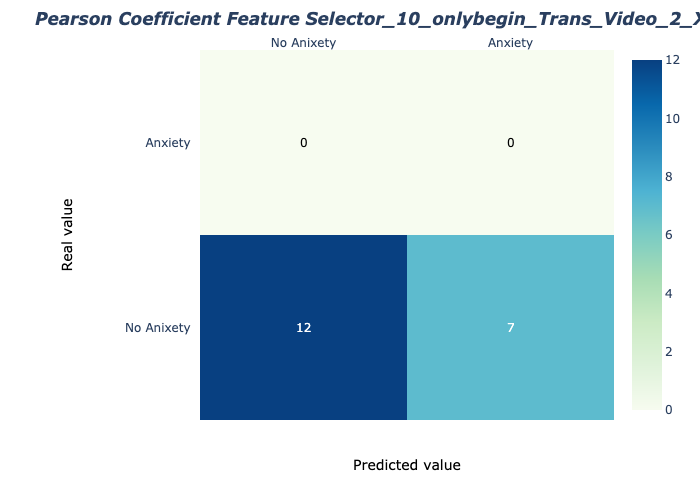 Pearson Coefficient Feature Selector_10_onlybegin_Trans_Video_2_X
No Anixety Anxiety
12
Anxiety 0 0
10
8
Real value
6
4
No Anixety 12 7
2
0
Predicted value